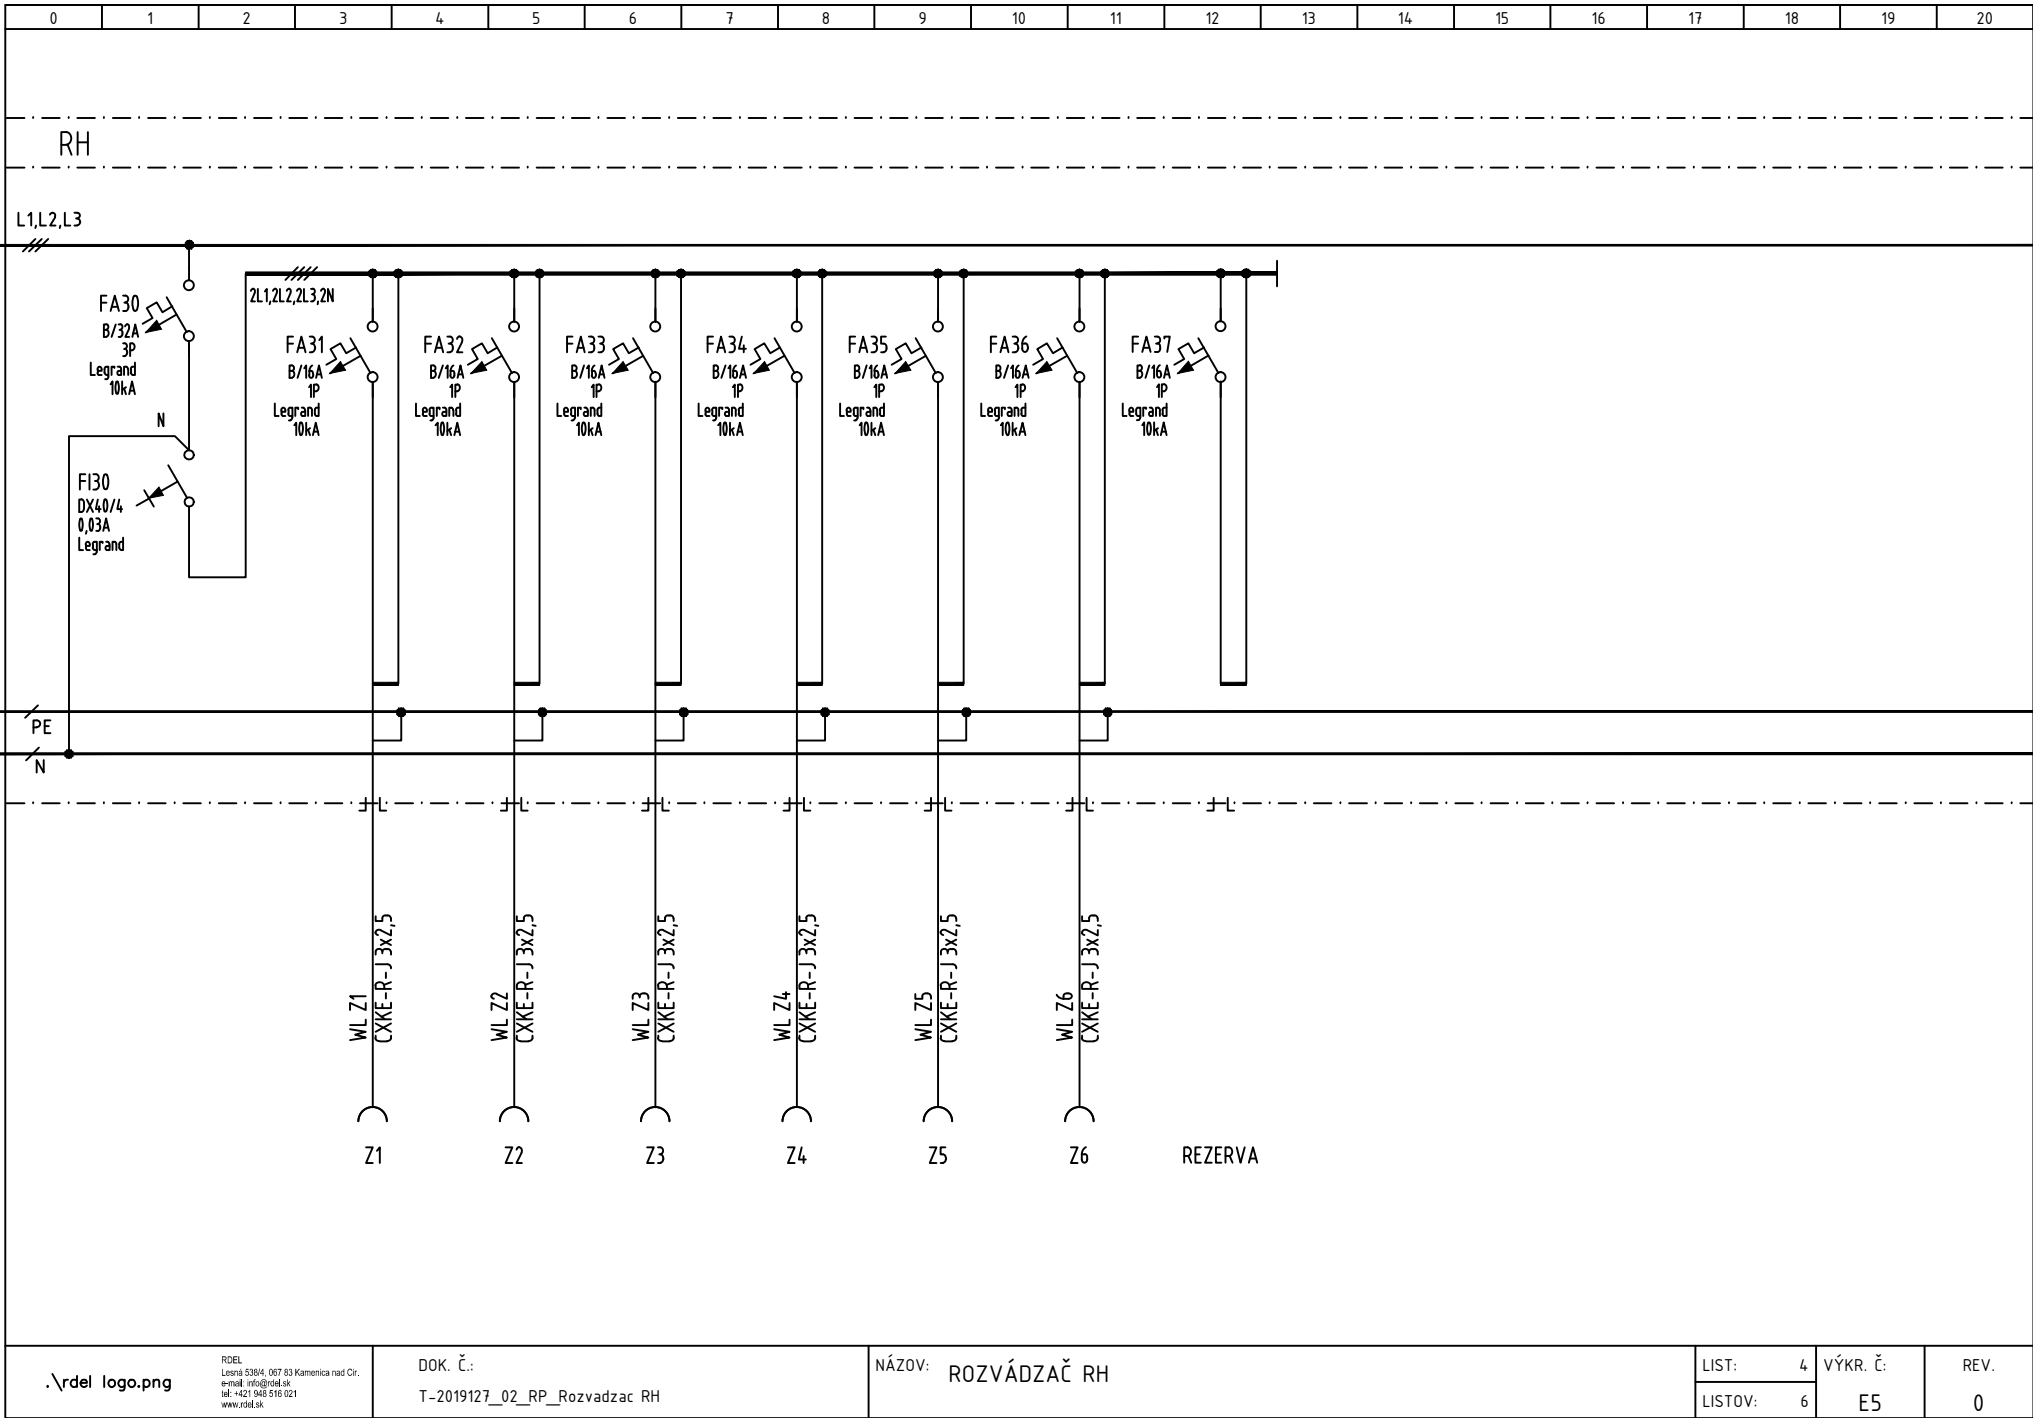 0 1 2 3 4 5 6 7 8 9 10 11 12 13 14 15 16 17 18 19 20
RH
L1,L2,L3
2L1,2L2,2L3,2N
FA30
B/32A
3P
Legrand
10kA
N
FI30
DX40/4
0,03A
Legrand
FA31
B/16A
1P
Legrand
10kA
FA32
B/16A
1P
Legrand
10kA
FA33
B/16A
1P
Legrand
10kA
FA34
B/16A
1P
Legrand
10kA
FA35
B/16A
1P
Legrand
10kA
FA36
B/16A
1P
Legrand
10kA
FA37
B/16A
1P
Legrand
10kA
PE
N
WL Z1
CXKE-R-J 3x2,5
WL Z2
CXKE-R-J 3x2,5
WL Z3
CXKE-R-J 3x2,5
WL Z4
CXKE-R-J 3x2,5
WL Z5
CXKE-R-J 3x2,5
WL Z6
CXKE-R-J 3x2,5
Z1 Z2 Z3 Z4 Z5 Z6 REZERVA
.\rdel logo.png
RDEL
Lesná 538/4, 067 83 Kamenica nad Cir.
e-mail: info@rdel.sk
tel: +421 948 516 021
www.rdel.sk
DOK. Č.:
T-2019127_02_RP_Rozvadzac RH
NÁZOV: ROZVÁDZAČ RH
LIST: 4
LISTOV: 6
VÝKR. Č:
E5
REV.
0